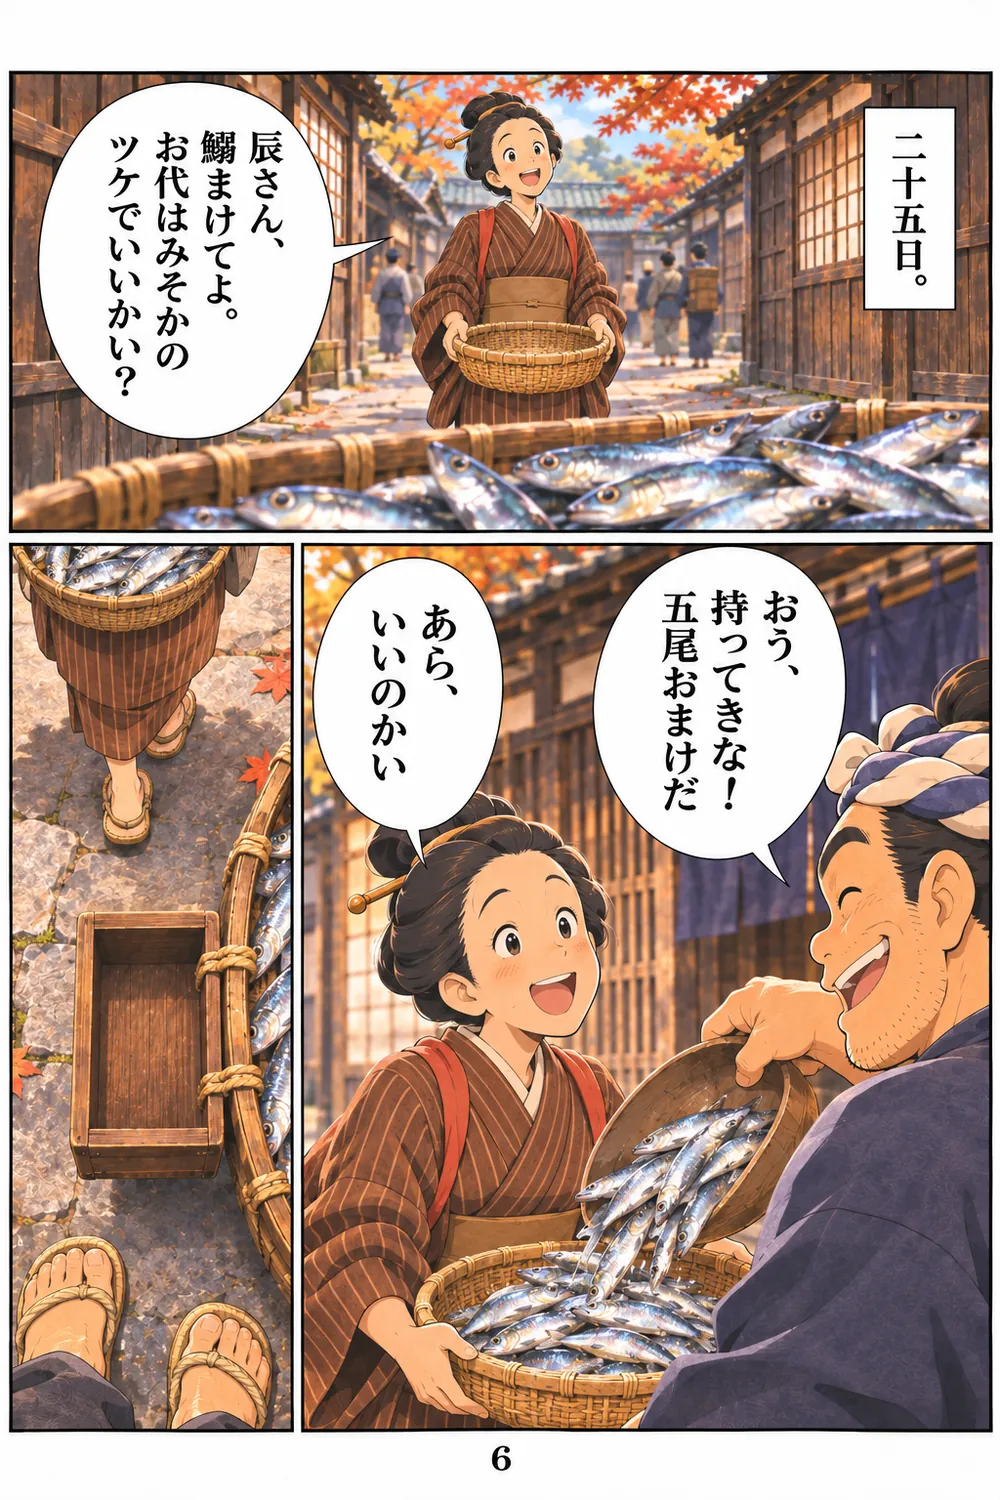 二十五日。
辰さん、
鰯まけてよ。
お代はみそかの
ツケでいいかい？
おう、
持ってきな！
五尾おまけだ
あら、
いいのかい
6